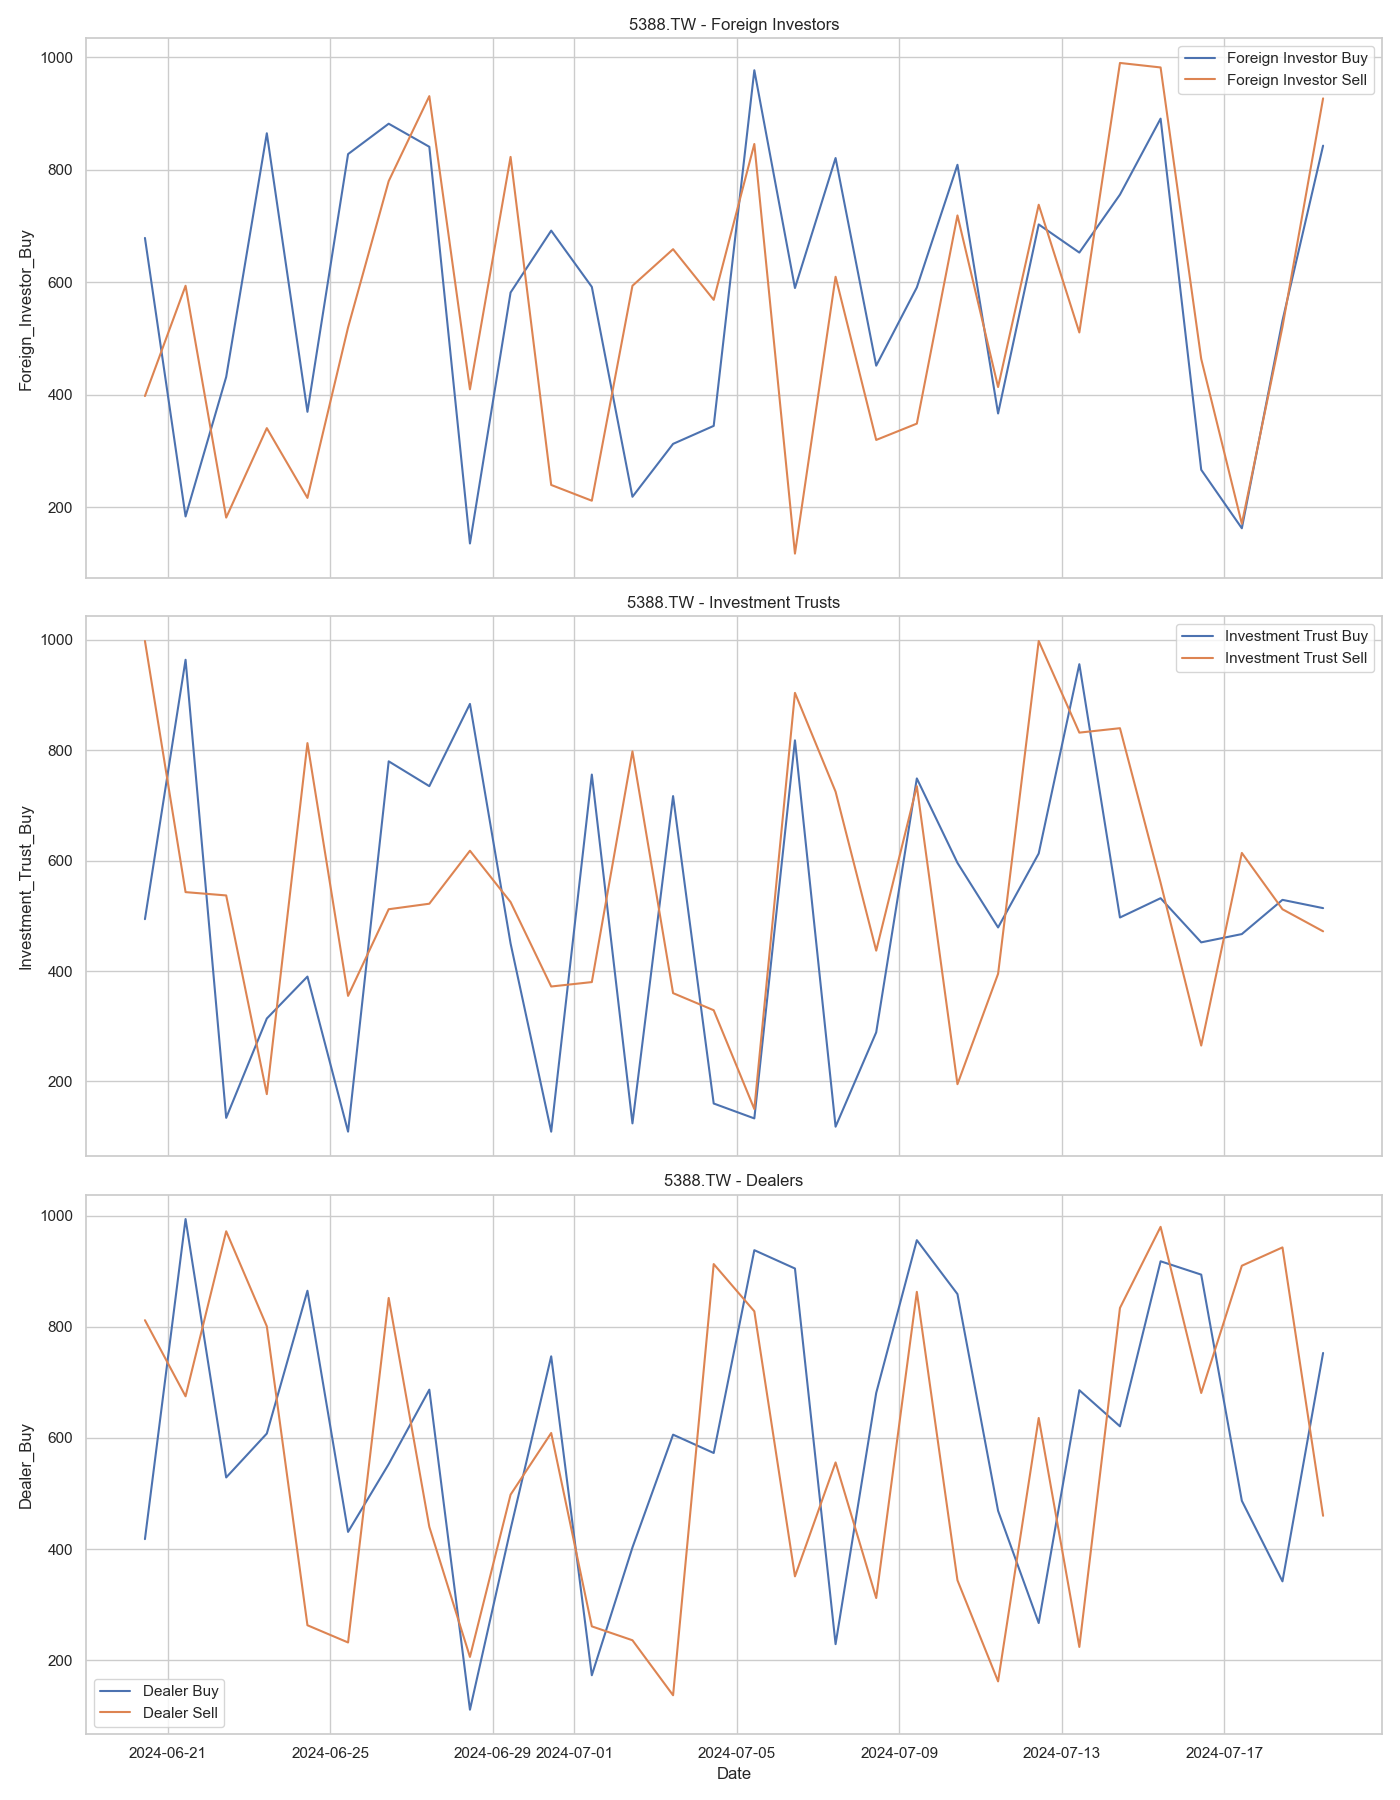 5388.TW - Foreign Investors
Foreign_Investor_Buy
1000
800
600
400
200
Foreign Investor Buy
Foreign Investor Sell
5388.TW - Investment Trusts
Investment_Trust_Buy
1000
800
600
400
200
Investment Trust Buy
Investment Trust Sell
5388.TW - Dealers
Dealer_Buy
1000
800
600
400
200
Dealer Buy
Dealer Sell
2024-06-21 2024-06-25 2024-06-29 2024-07-01 2024-07-05 2024-07-09 2024-07-13 2024-07-17
Date